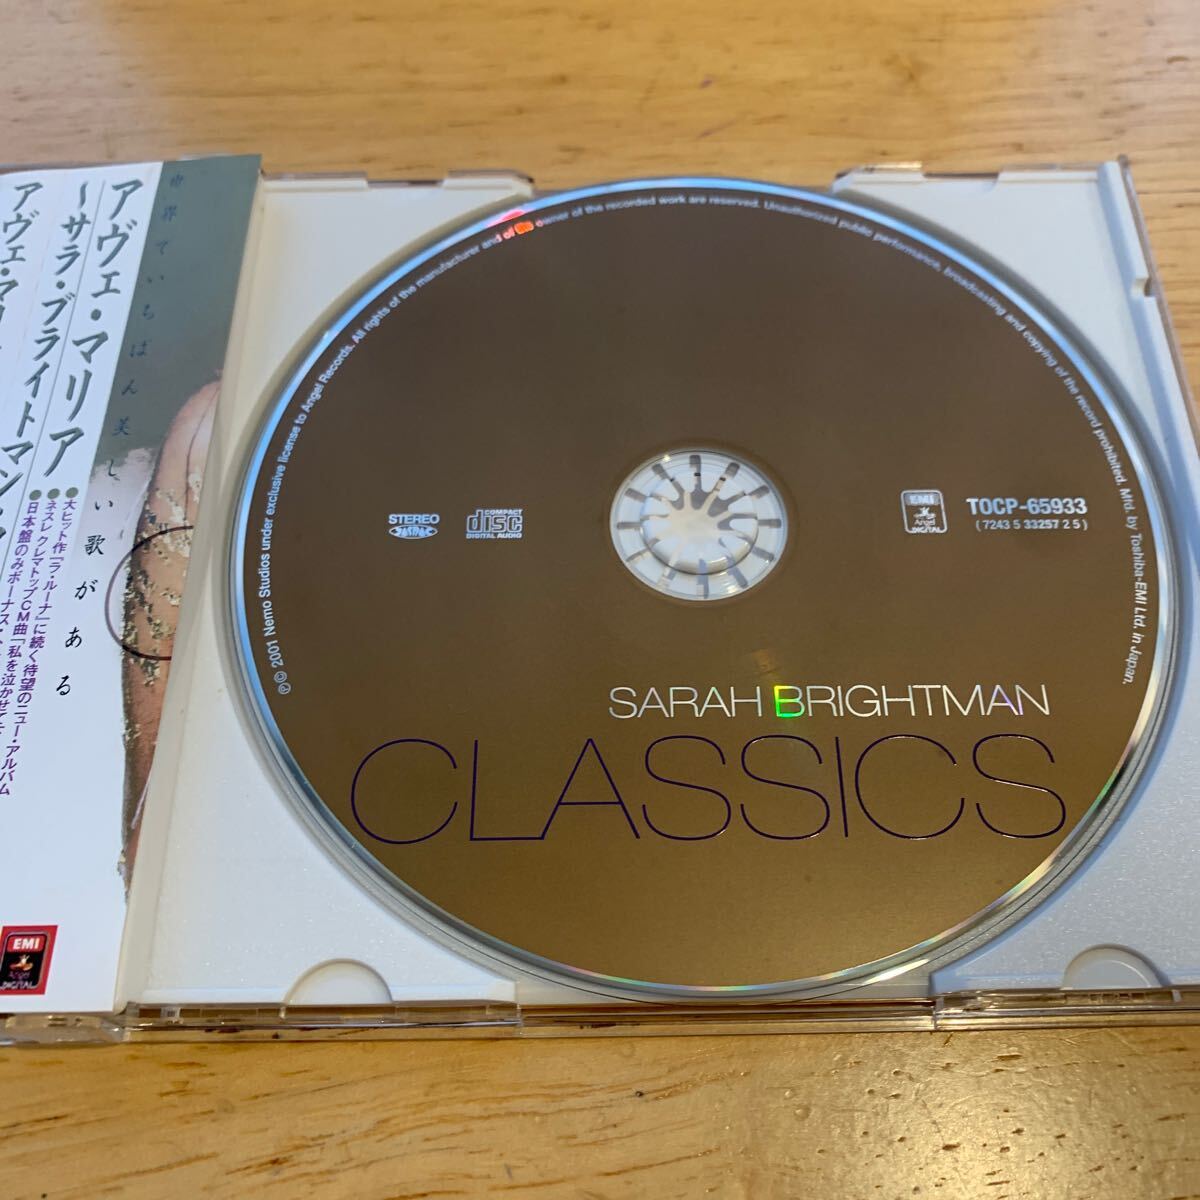 世界でいちばん美しい歌がある
アヴェ・マリア
～サラ・ブライトマン・
アヴェ・マリ
●大ヒット作『ラ・ルーナ』に続く待望のニュー・アルバム
●ネスレ クレマトップCM曲「私を泣かせて
●日本盤のみボーナス・
EMI
Angel
DIGITAL
℗© 2001 Nemo Studios under exclusive license to Angel Records. All rights of the manufacturer and of the owner of the recorded work are reserved. Unauthorized public performance, broadcasting and copying of the record prohibited. Mfd. by Toshiba-EMI Ltd. in Japan.
STEREO
COMPACT
disc
DIGITAL AUDIO
EMI
Angel
DIGITAL
TOCP-65933
(7243 5 33257 2 5)
SARAH BRIGHTMAN
CLASSICS